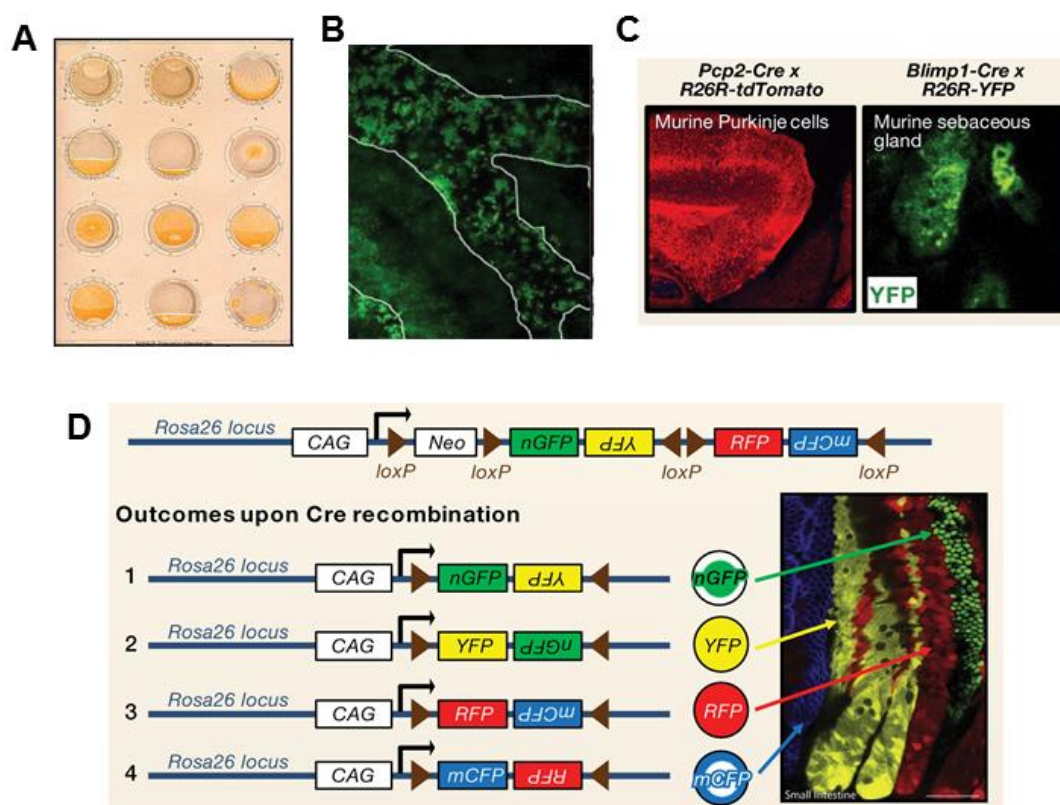 A
B
C
Pcp2-Cre x
R26R-tdTomato
Blimp1-Cre x
R26R-YFP
Murine Purkinje cells
Murine sebaceous
gland
YFP
D
Rosa26 locus
CAG
Neo
nGFP
YFP
RFP
mCFP
loxP
loxP
loxP
loxP
Outcomes upon Cre recombination
1
Rosa26 locus
CAG
nGFP
YFP
nGFP
2
Rosa26 locus
CAG
YFP
nGFP
YFP
3
Rosa26 locus
CAG
RFP
mCFP
RFP
4
Rosa26 locus
CAG
mCFP
RFP
mCFP
Small Intestine